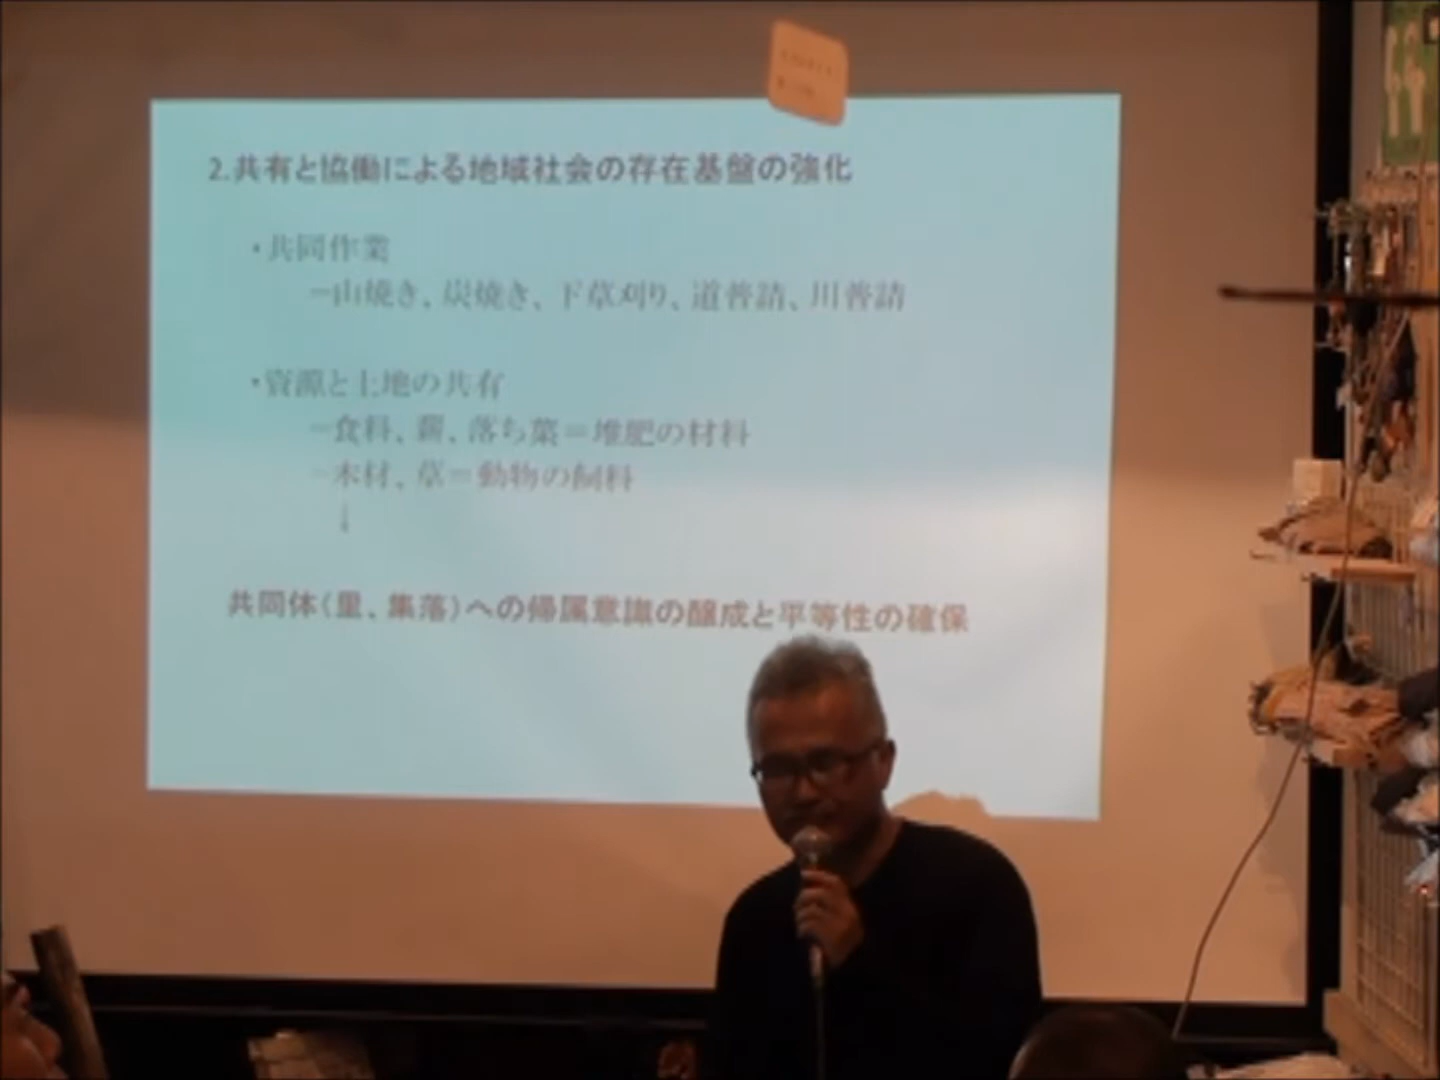 2.共有と協働による地域社会の存在基盤の強化
・共同作業
－山焼き、炭焼き、下草刈り、道普請、川普請
・資源と土地の共有
－食料、薪、落ち葉＝堆肥の材料
－木材、草＝動物の飼料
↓
共同体（里、集落）への帰属意識の醸成と平等性の確保